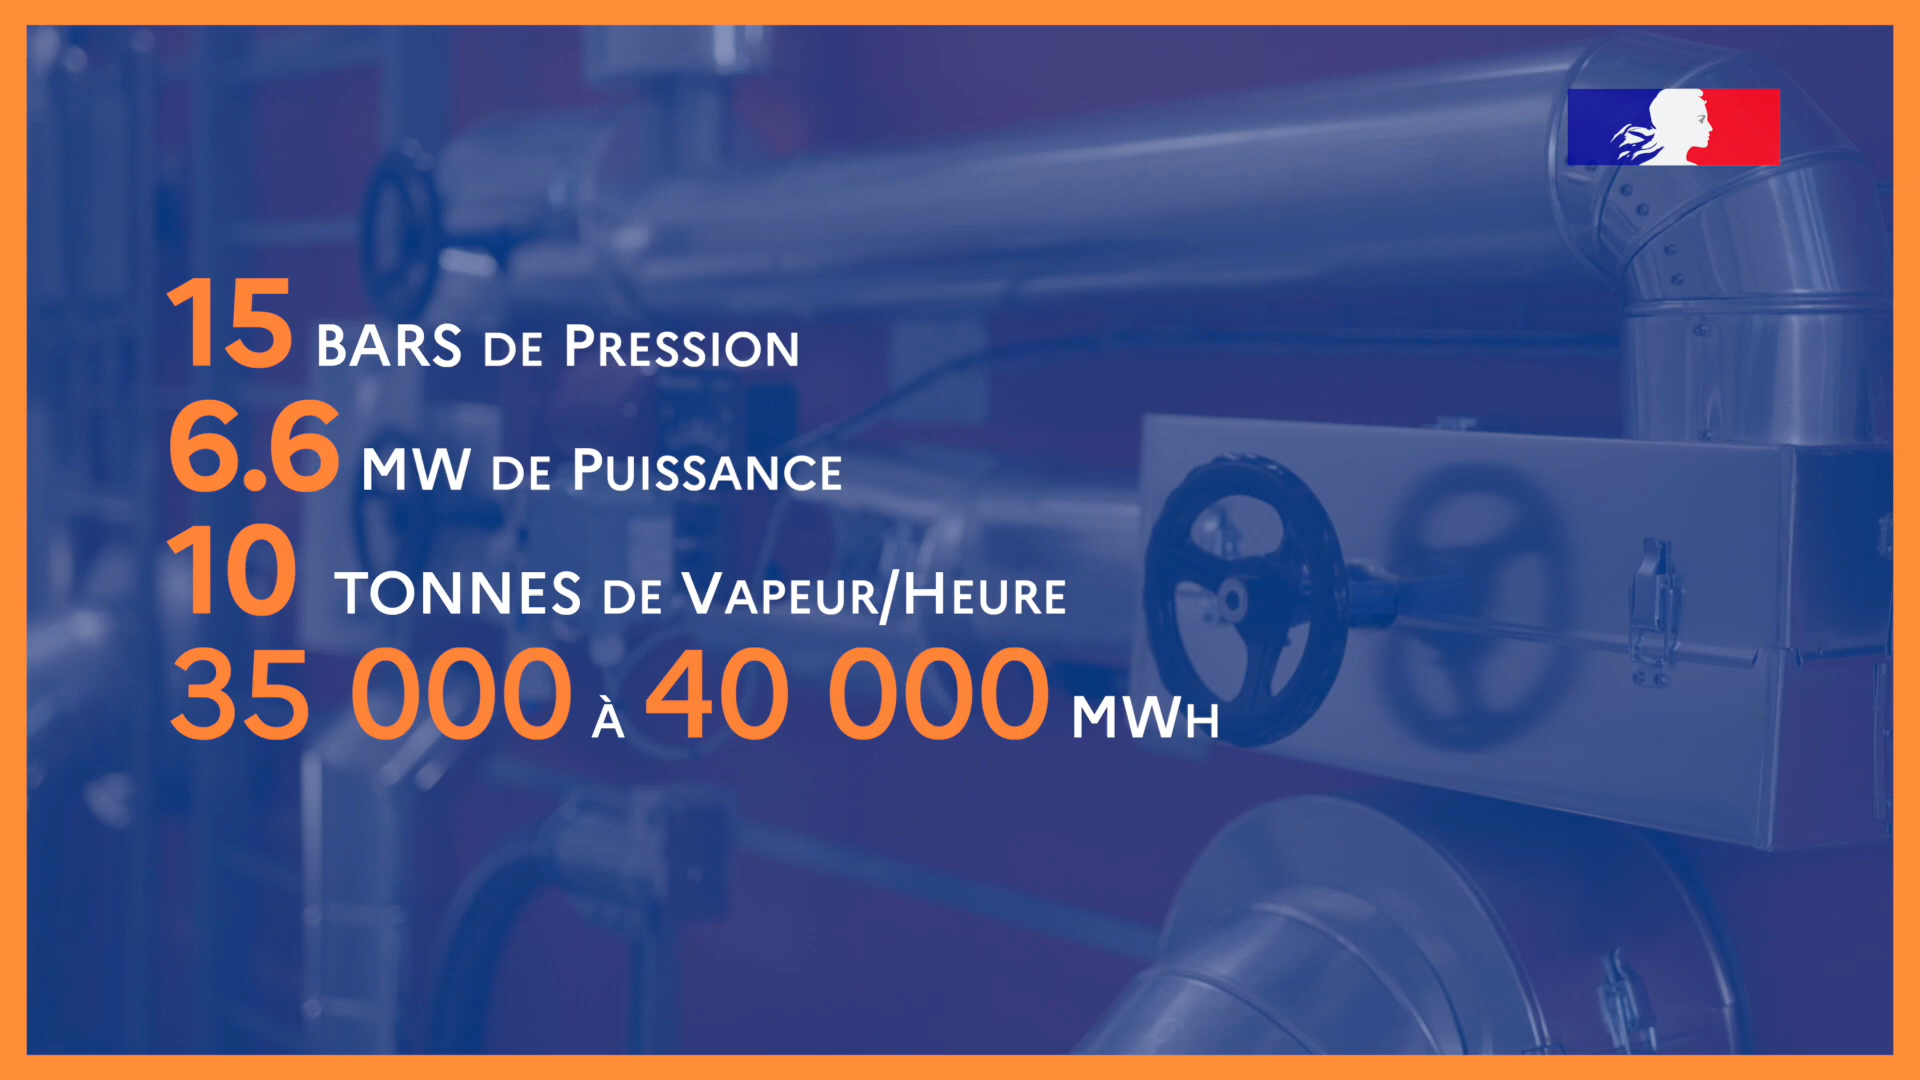 15 BARS DE PRESSION
6.6 MW DE PUISSANCE
10 TONNES DE VAPEUR/HEURE
35 000 À 40 000 MWH